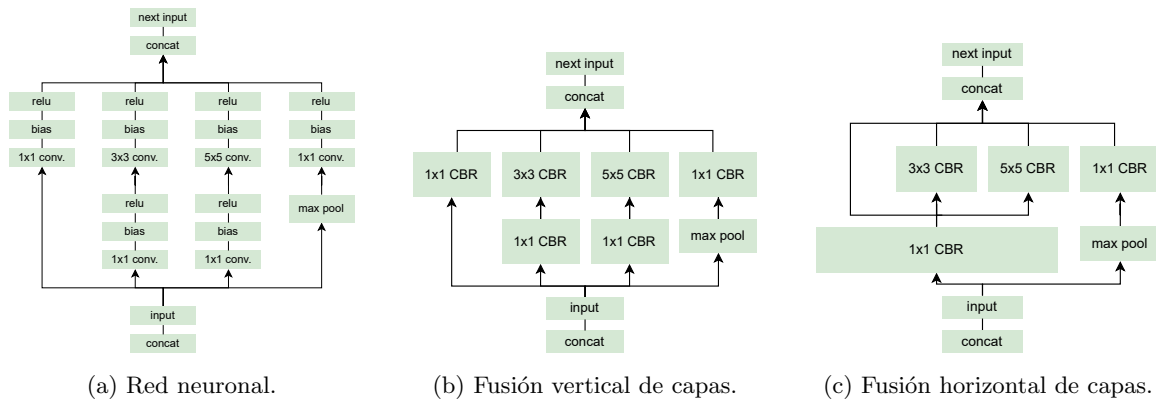 next input
concat
relu
relu
relu
relu
bias
bias
bias
bias
1x1 conv.
3x3 conv.
5x5 conv.
1x1 conv.
relu
relu
max pool
bias
bias
1x1 conv.
1x1 conv.
input
concat
(a) Red neuronal.
next input
concat
1x1 CBR
3x3 CBR
5x5 CBR
1x1 CBR
1x1 CBR
1x1 CBR
max pool
input
concat
(b) Fusión vertical de capas.
next input
concat
3x3 CBR
5x5 CBR
1x1 CBR
1x1 CBR
max pool
input
concat
(c) Fusión horizontal de capas.